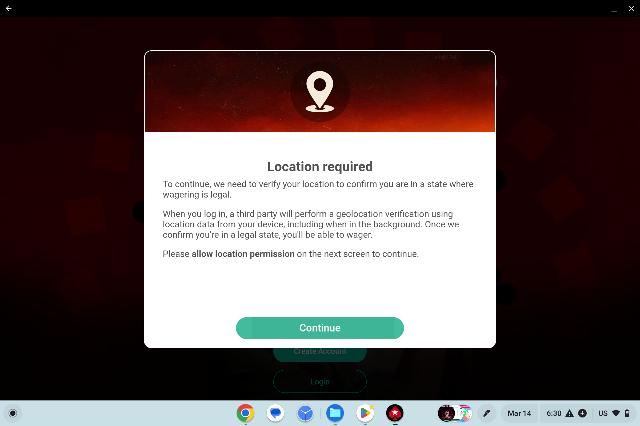 Location required
To continue, we need to verify your location to confirm you are in a state where
wagering is legal.
When you log in, a third party will perform a geolocation verification using
location data from your device, including when in the background. Once we
confirm you're in a legal state, you'll be able to wager.
Please allow location permission on the next screen to continue.
Continue
Create Account
Login
Mar 14
6:30
US